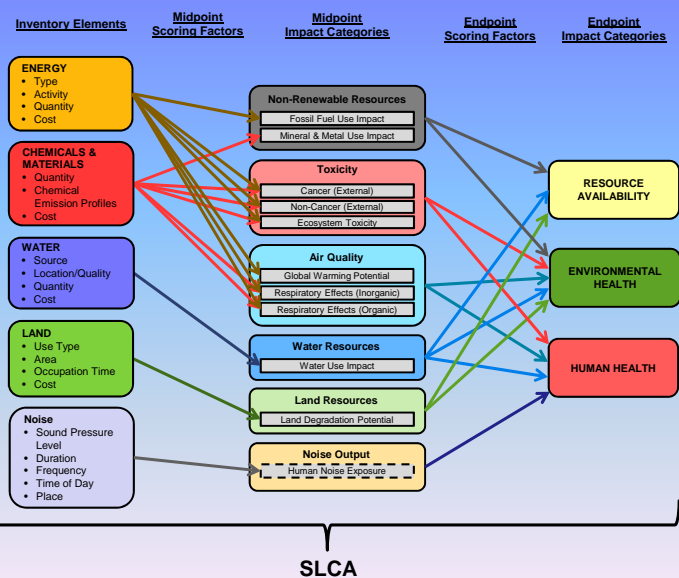 Inventory Elements
Midpoint
Scoring Factors
Midpoint
Impact Categories
Endpoint
Scoring Factors
Endpoint
Impact Categories
ENERGY
• Type
• Activity
• Quantity
• Cost
CHEMICALS &
MATERIALS
• Quantity
• Chemical
Emission Profiles
• Cost
WATER
• Source
• Location/Quality
• Quantity
• Cost
LAND
• Use Type
• Area
• Occupation Time
• Cost
Noise
• Sound Pressure
Level
• Duration
• Frequency
• Time of Day
• Place
Non-Renewable Resources
Fossil Fuel Use Impact
Mineral & Metal Use Impact
Toxicity
Cancer (External)
Non-Cancer (External)
Ecosystem Toxicity
Air Quality
Global Warming Potential
Respiratory Effects (Inorganic)
Respiratory Effects (Organic)
Water Resources
Water Use Impact
Land Resources
Land Degradation Potential
Noise Output
Human Noise Exposure
RESOURCE
AVAILABILITY
ENVIRONMENTAL
HEALTH
HUMAN HEALTH
SLCA